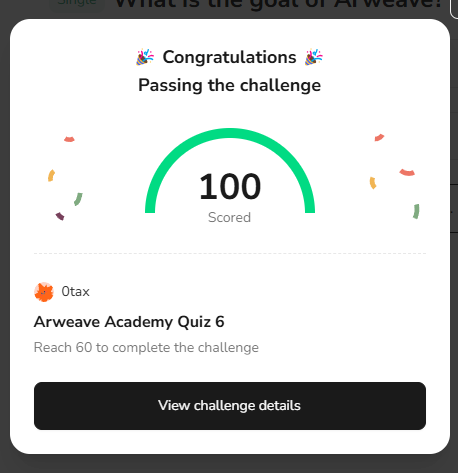 Single What is the goal of Arweave?
🎉 Congratulations 🎉
Passing the challenge
100
Scored
0tax
Arweave Academy Quiz 6
Reach 60 to complete the challenge
View challenge details